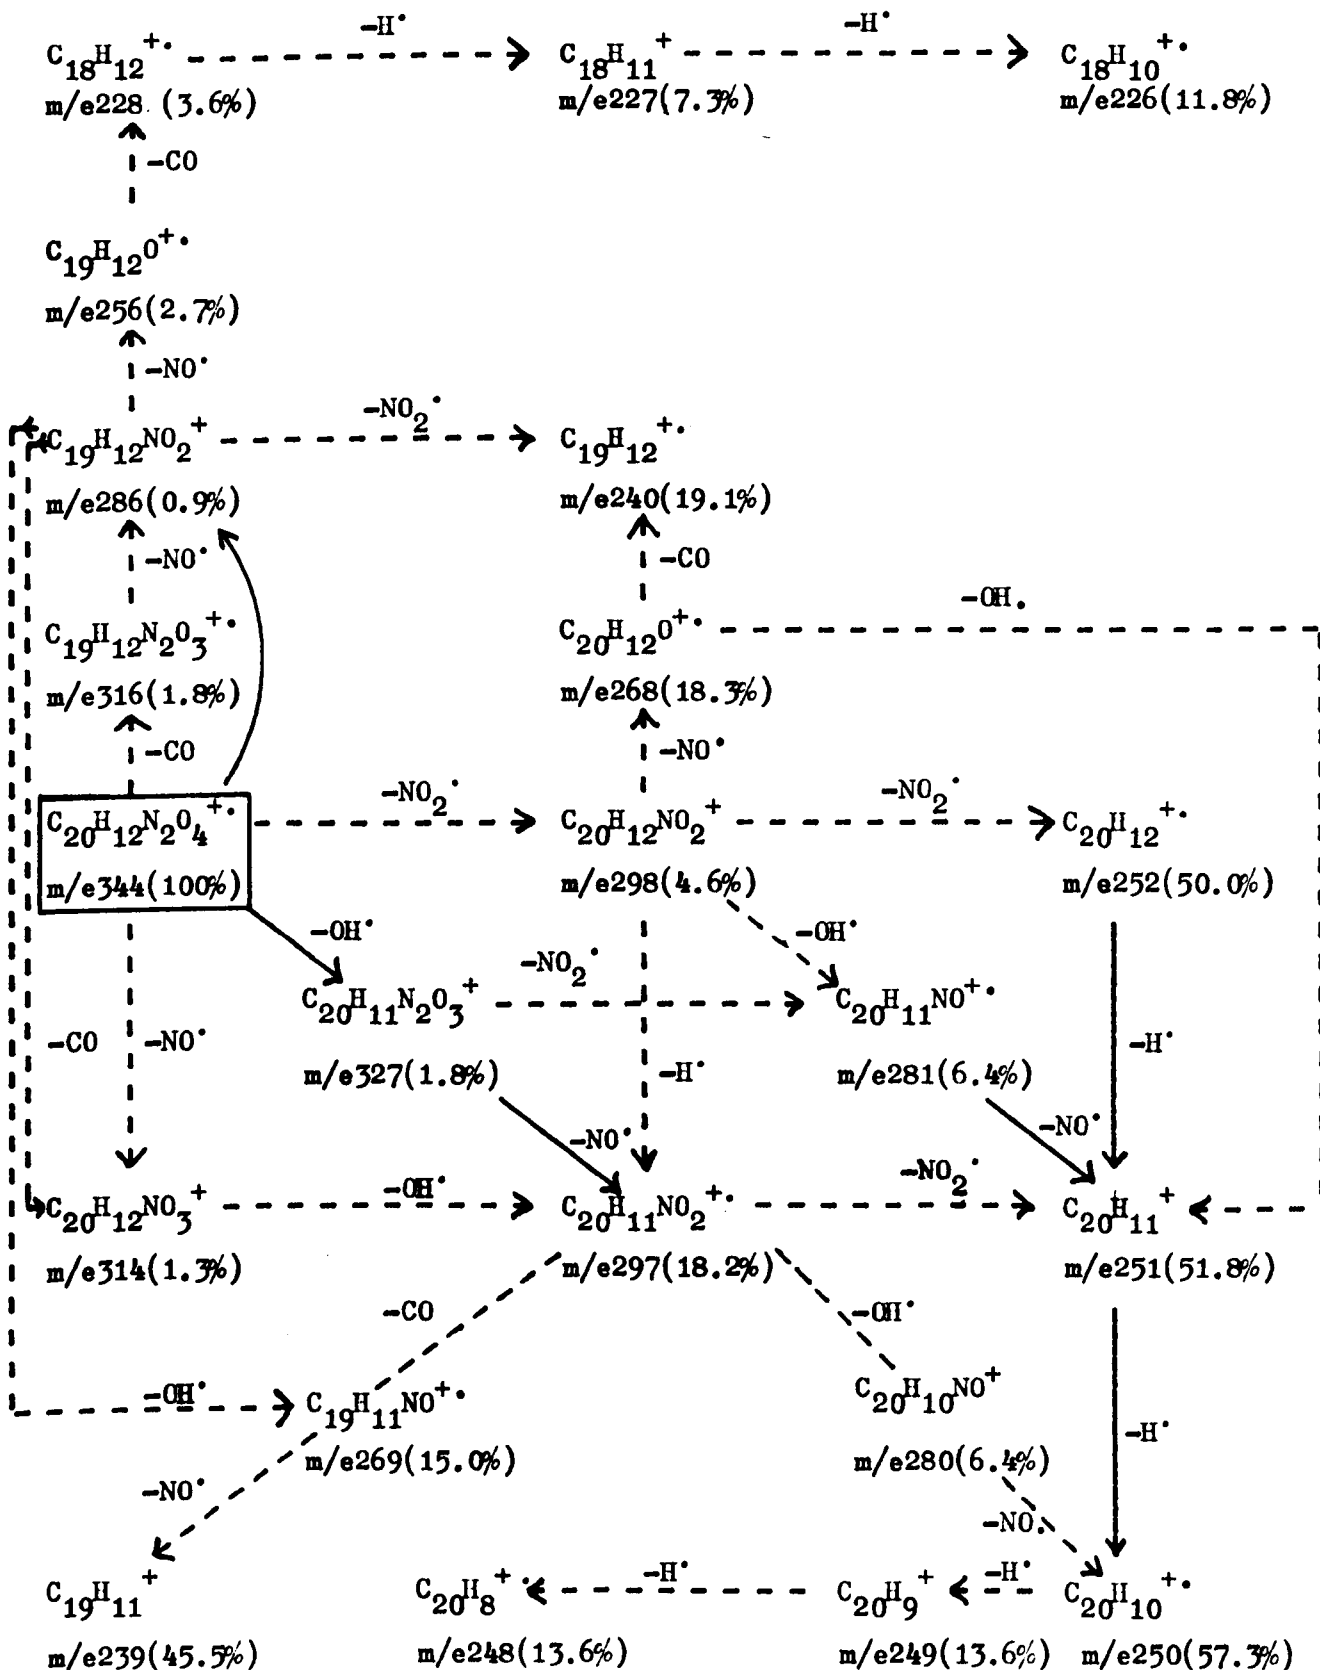 –H• –H•
C18H12+• C18H11+ C18H10+•
m/e228 (3.6%) m/e227(7.3%) m/e226(11.8%)
–CO
C19H12O+•
m/e256(2.7%)
–NO•
–NO2•
C19H12NO2+ C19H12+•
m/e286(0.9%) m/e240(19.1%)
–NO• –CO
–OH.
C19H12N2O3+• C20H12O+•
m/e316(1.8%) m/e268(18.3%)
–CO –NO•
–NO2• –NO2•
C20H12N2O4+• C20H12NO2+ C20H12+•
m/e344(100%) m/e298(4.6%) m/e252(50.0%)
–OH• –NO2• –OH•
C20H11N2O3+ C20H11NO+•
–CO –NO• –H•
m/e327(1.8%) –H• m/e281(6.4%)
–NO• –NO•
–OH• –NO2•
C20H12NO3+ C20H11NO2+• C20H11+
m/e314(1.3%) m/e297(18.2%) m/e251(51.8%)
–CO –OH•
–OH• C19H11NO+• C20H10NO+
–H•
m/e269(15.0%) m/e280(6.4%)
–NO• –NO.
–H• –H•
C19H11+ C20H8+• C20H9+ C20H10+•
m/e239(45.5%) m/e248(13.6%) m/e249(13.6%) m/e250(57.3%)